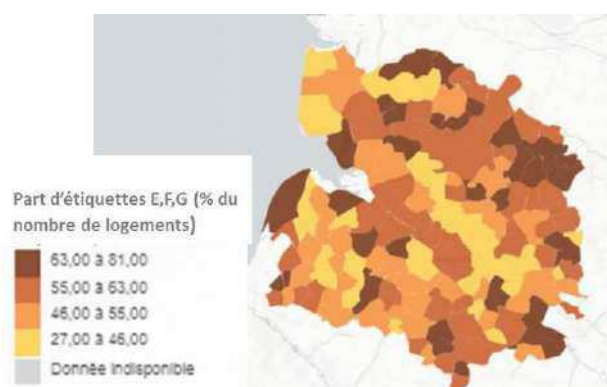 Part d'étiquettes E,F,G (% du
nombre de logements)
63,00 à 81,00
55,00 à 63,00
46,00 à 55,00
27,00 à 46,00
Donnée indisponible